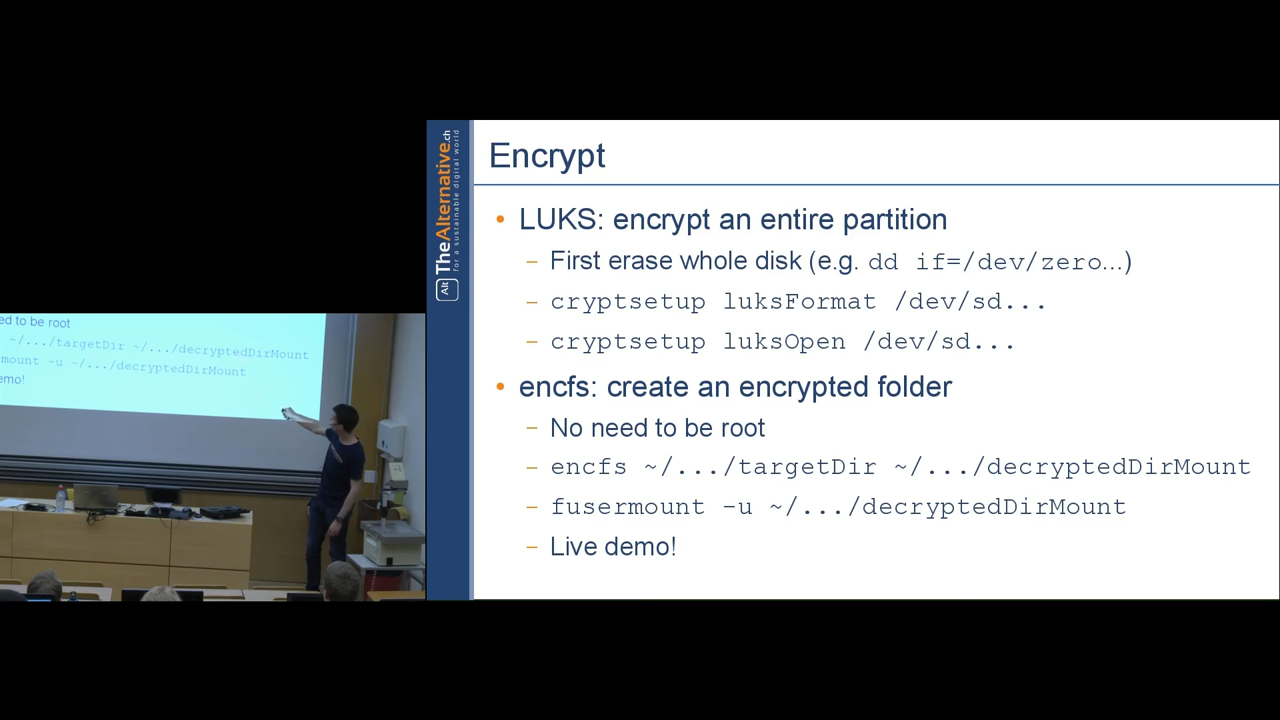 ed to be root
~/.../targetDir ~/.../decryptedDirMount
mount -u ~/.../decryptedDirMount
emo!
Alt TheAlternative.ch
for a sustainable digital world
Encrypt
• LUKS: encrypt an entire partition
– First erase whole disk (e.g. dd if=/dev/zero...)
– cryptsetup luksFormat /dev/sd...
– cryptsetup luksOpen /dev/sd...
• encfs: create an encrypted folder
– No need to be root
– encfs ~/.../targetDir ~/.../decryptedDirMount
– fusermount -u ~/.../decryptedDirMount
– Live demo!